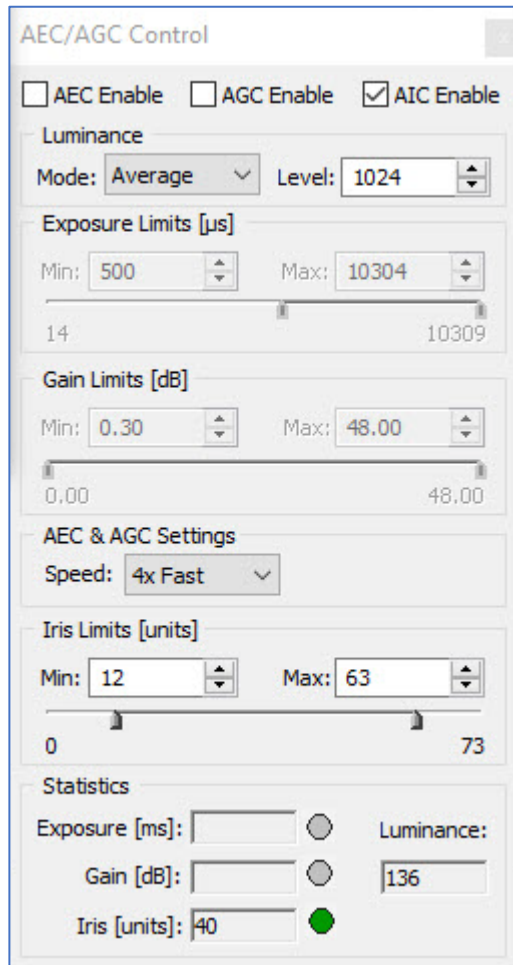 AEC/AGC Control
x
AEC Enable AGC Enable AIC Enable
Luminance
Mode: Average Level: 1024
Exposure Limits [µs]
Min: 500 Max: 10304
14 10309
Gain Limits [dB]
Min: 0.30 Max: 48.00
0.00 48.00
AEC & AGC Settings
Speed: 4x Fast
Iris Limits [units]
Min: 12 Max: 63
0 73
Statistics
Exposure [ms]: Luminance:
Gain [dB]: 136
Iris [units]: 40